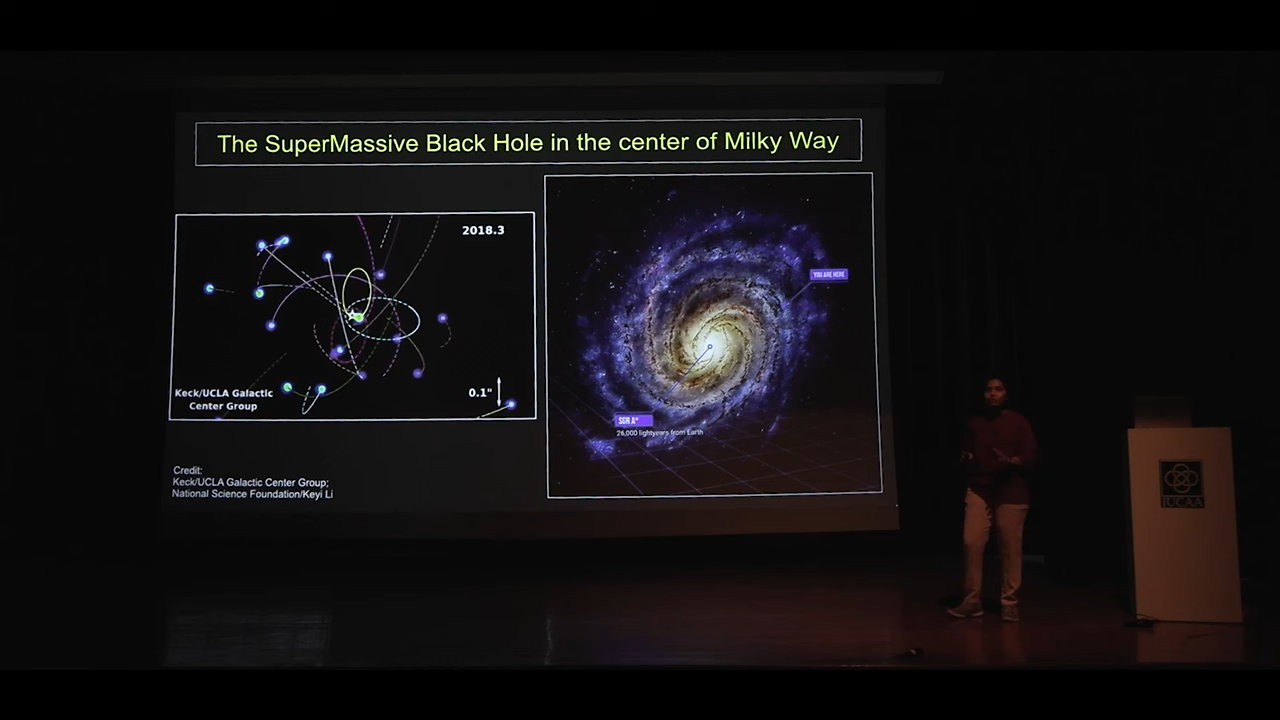 The SuperMassive Black Hole in the center of Milky Way
2018.3
Keck/UCLA Galactic
Center Group
0.1"
YOU ARE HERE
SGR A*
26,000 lightyears from Earth
Credit:
Keck/UCLA Galactic Center Group;
National Science Foundation/Keyi Li
IUCAA